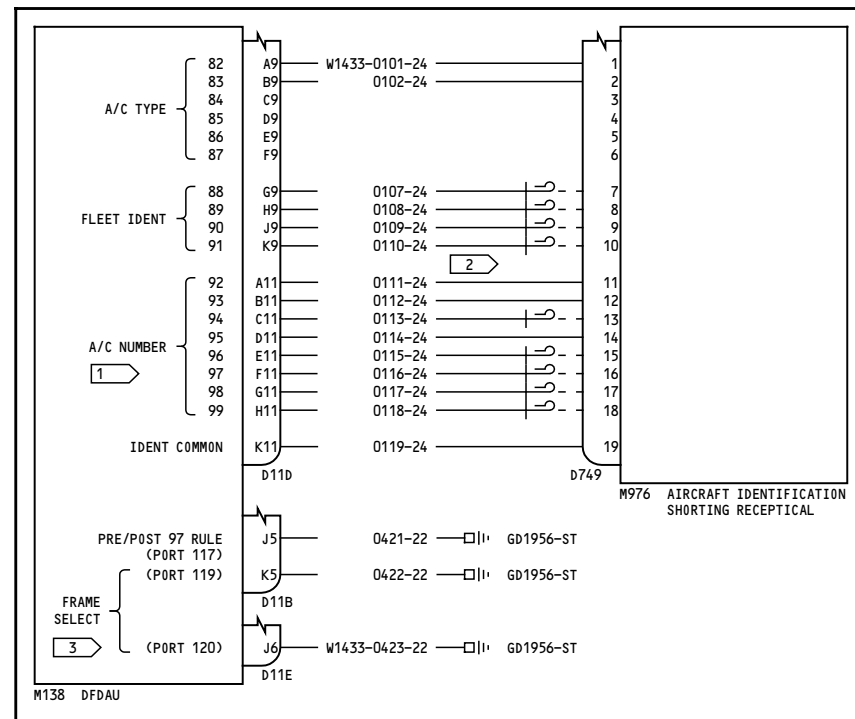 82 A9 W1433-0101-24 1
83 B9 0102-24 2
84 C9 3
A/C TYPE
85 D9 4
86 E9 5
87 F9 6
88 G9 0107-24 7
89 H9 0108-24 8
FLEET IDENT
90 J9 0109-24 9
91 K9 0110-24 10
2
92 A11 0111-24 11
93 B11 0112-24 12
94 C11 0113-24 13
95 D11 0114-24 14
A/C NUMBER
96 E11 0115-24 15
1
97 F11 0116-24 16
98 G11 0117-24 17
99 H11 0118-24 18
IDENT COMMON K11 0119-24 19
D11D D749
M976 AIRCRAFT IDENTIFICATION
SHORTING RECEPTICAL
PRE/POST 97 RULE J5 0421-22 GD1956-ST
(PORT 117)
(PORT 119) K5 0422-22 GD1956-ST
D11B
FRAME
SELECT
3 (PORT 120) J6 W1433-0423-22 GD1956-ST
D11E
M138 DFDAU